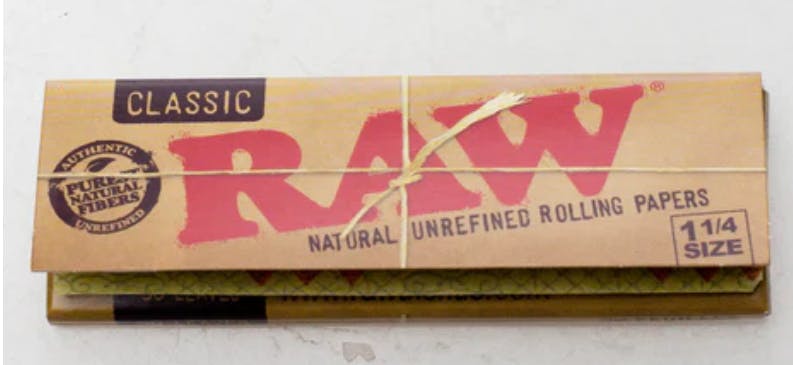 CLASSIC
RAW®
AUTHENTIC
PURE
NATURAL
FIBERS
UNREFINED
NATURAL UNREFINED ROLLING PAPERS
1 1/4
SIZE